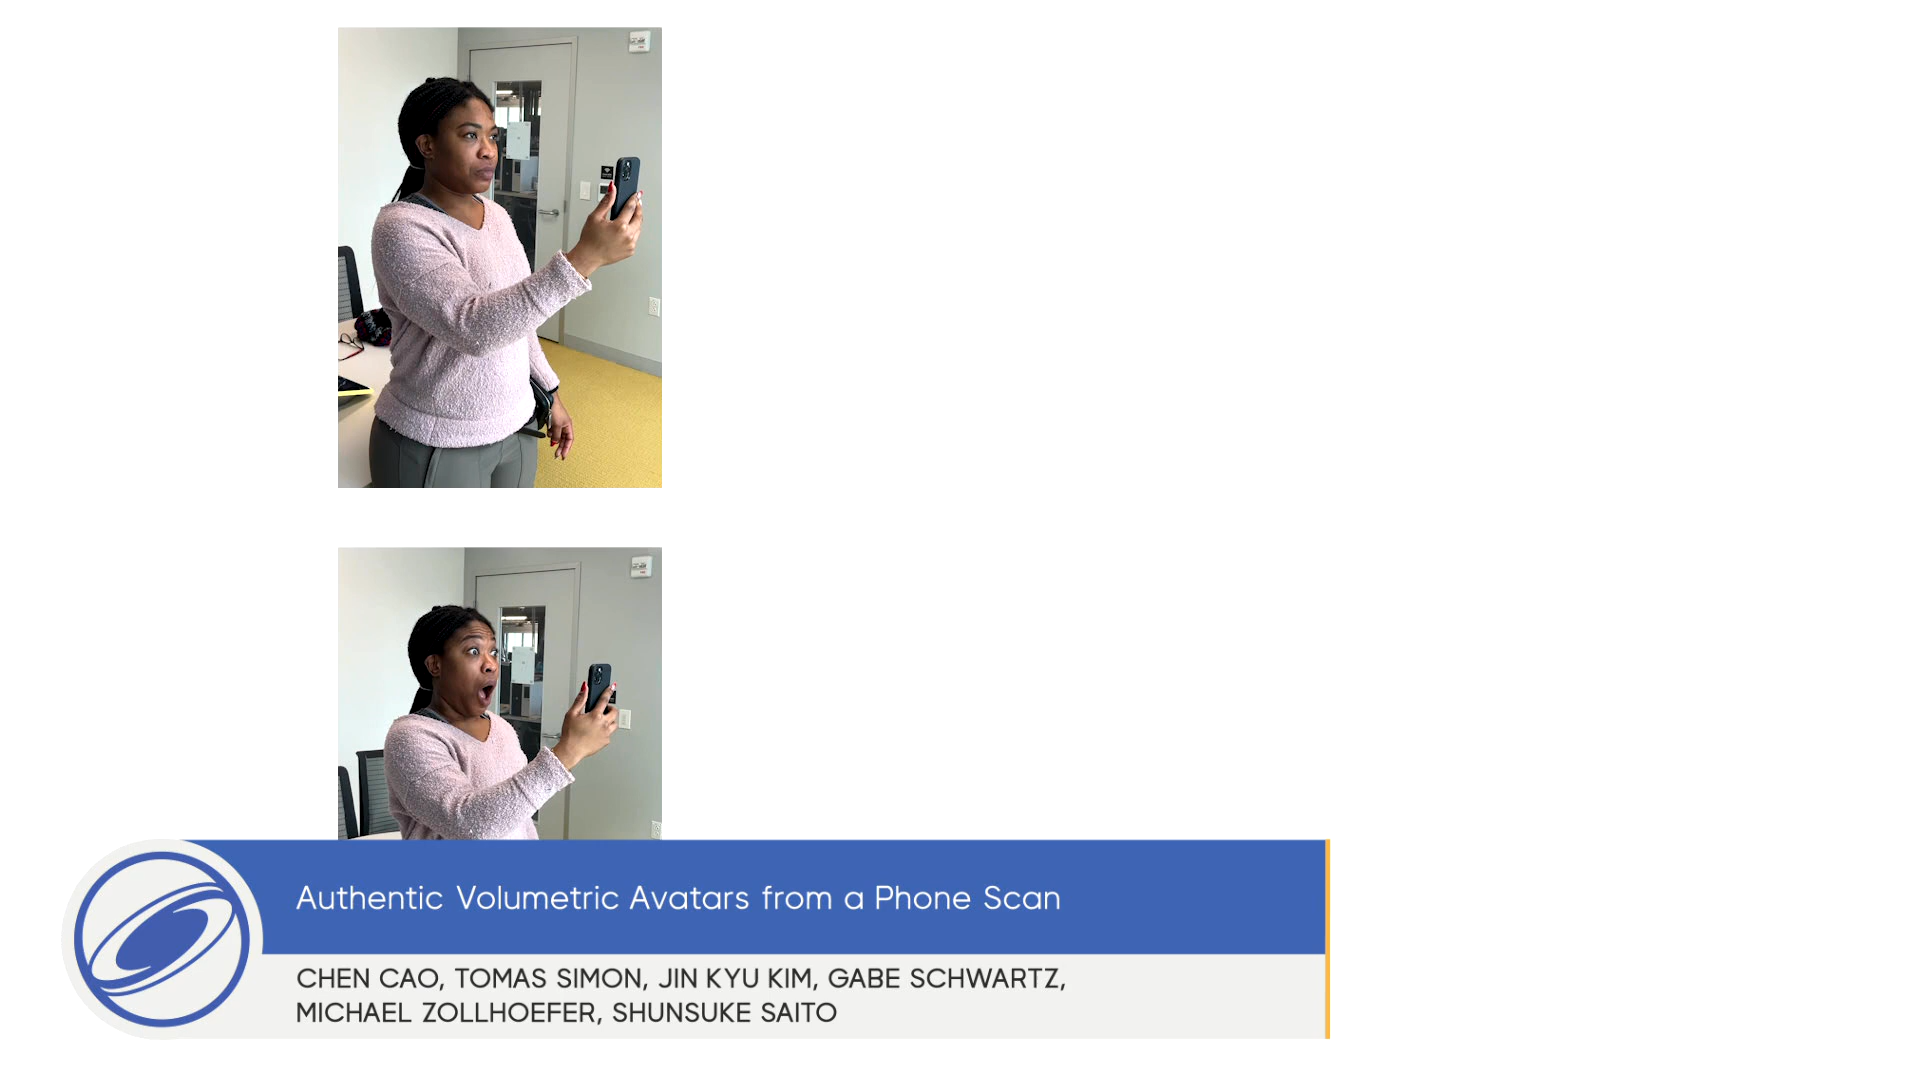 Authentic Volumetric Avatars from a Phone Scan
CHEN CAO, TOMAS SIMON, JIN KYU KIM, GABE SCHWARTZ,
MICHAEL ZOLLHOEFER, SHUNSUKE SAITO